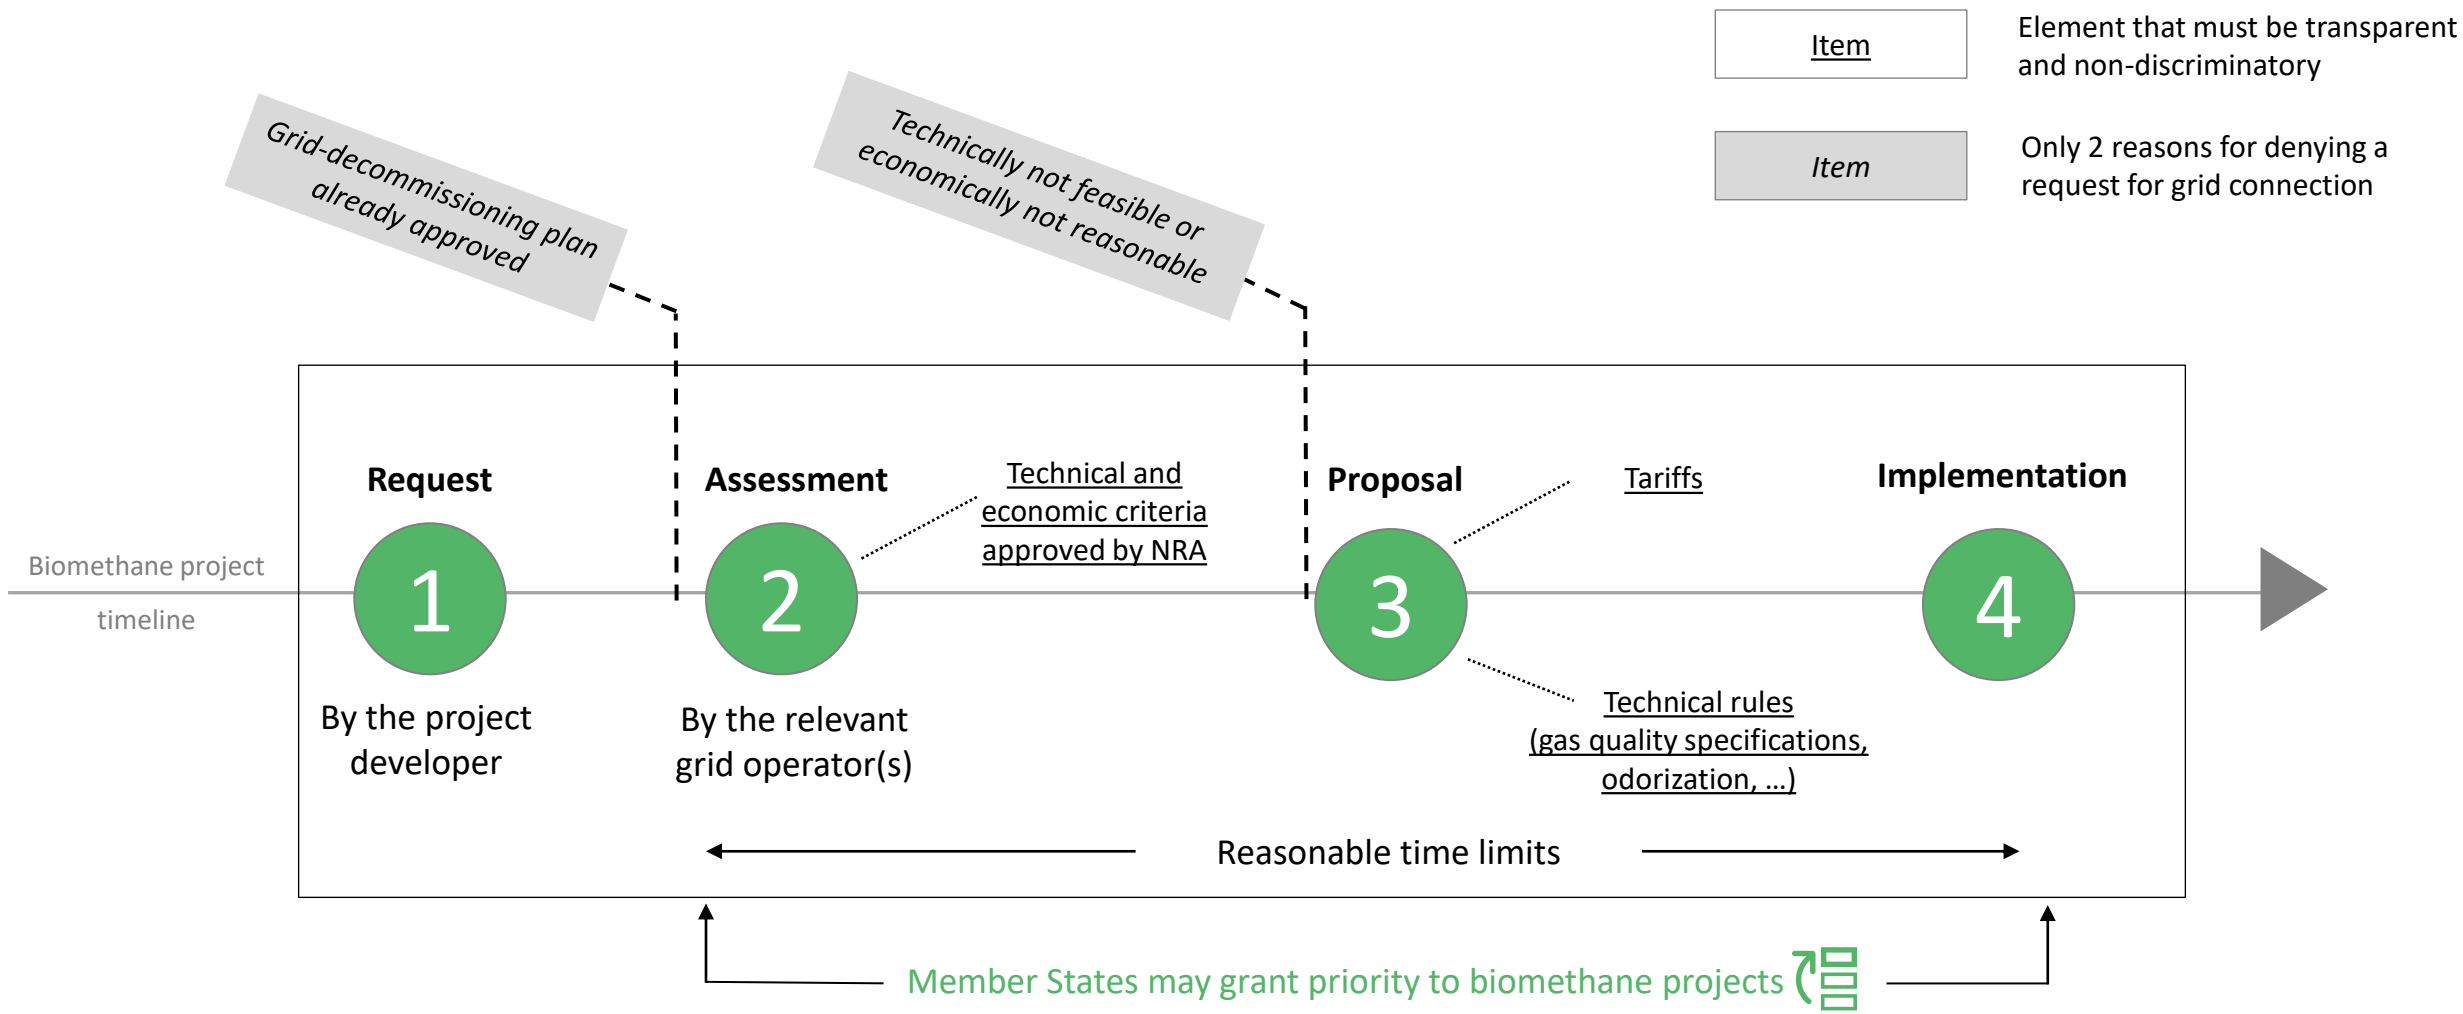 Item
Element that must be transparent
and non-discriminatory
Item
Only 2 reasons for denying a
request for grid connection
Grid-decommissioning plan
already approved
Technically not feasible or
economically not reasonable
Biomethane project
timeline
Request
1
By the project
developer
Assessment
2
By the relevant
grid operator(s)
Technical and
economic criteria
approved by NRA
Proposal
3
Tariffs
Technical rules
(gas quality specifications,
odorization, ...)
Implementation
4
Reasonable time limits
Member States may grant priority to biomethane projects